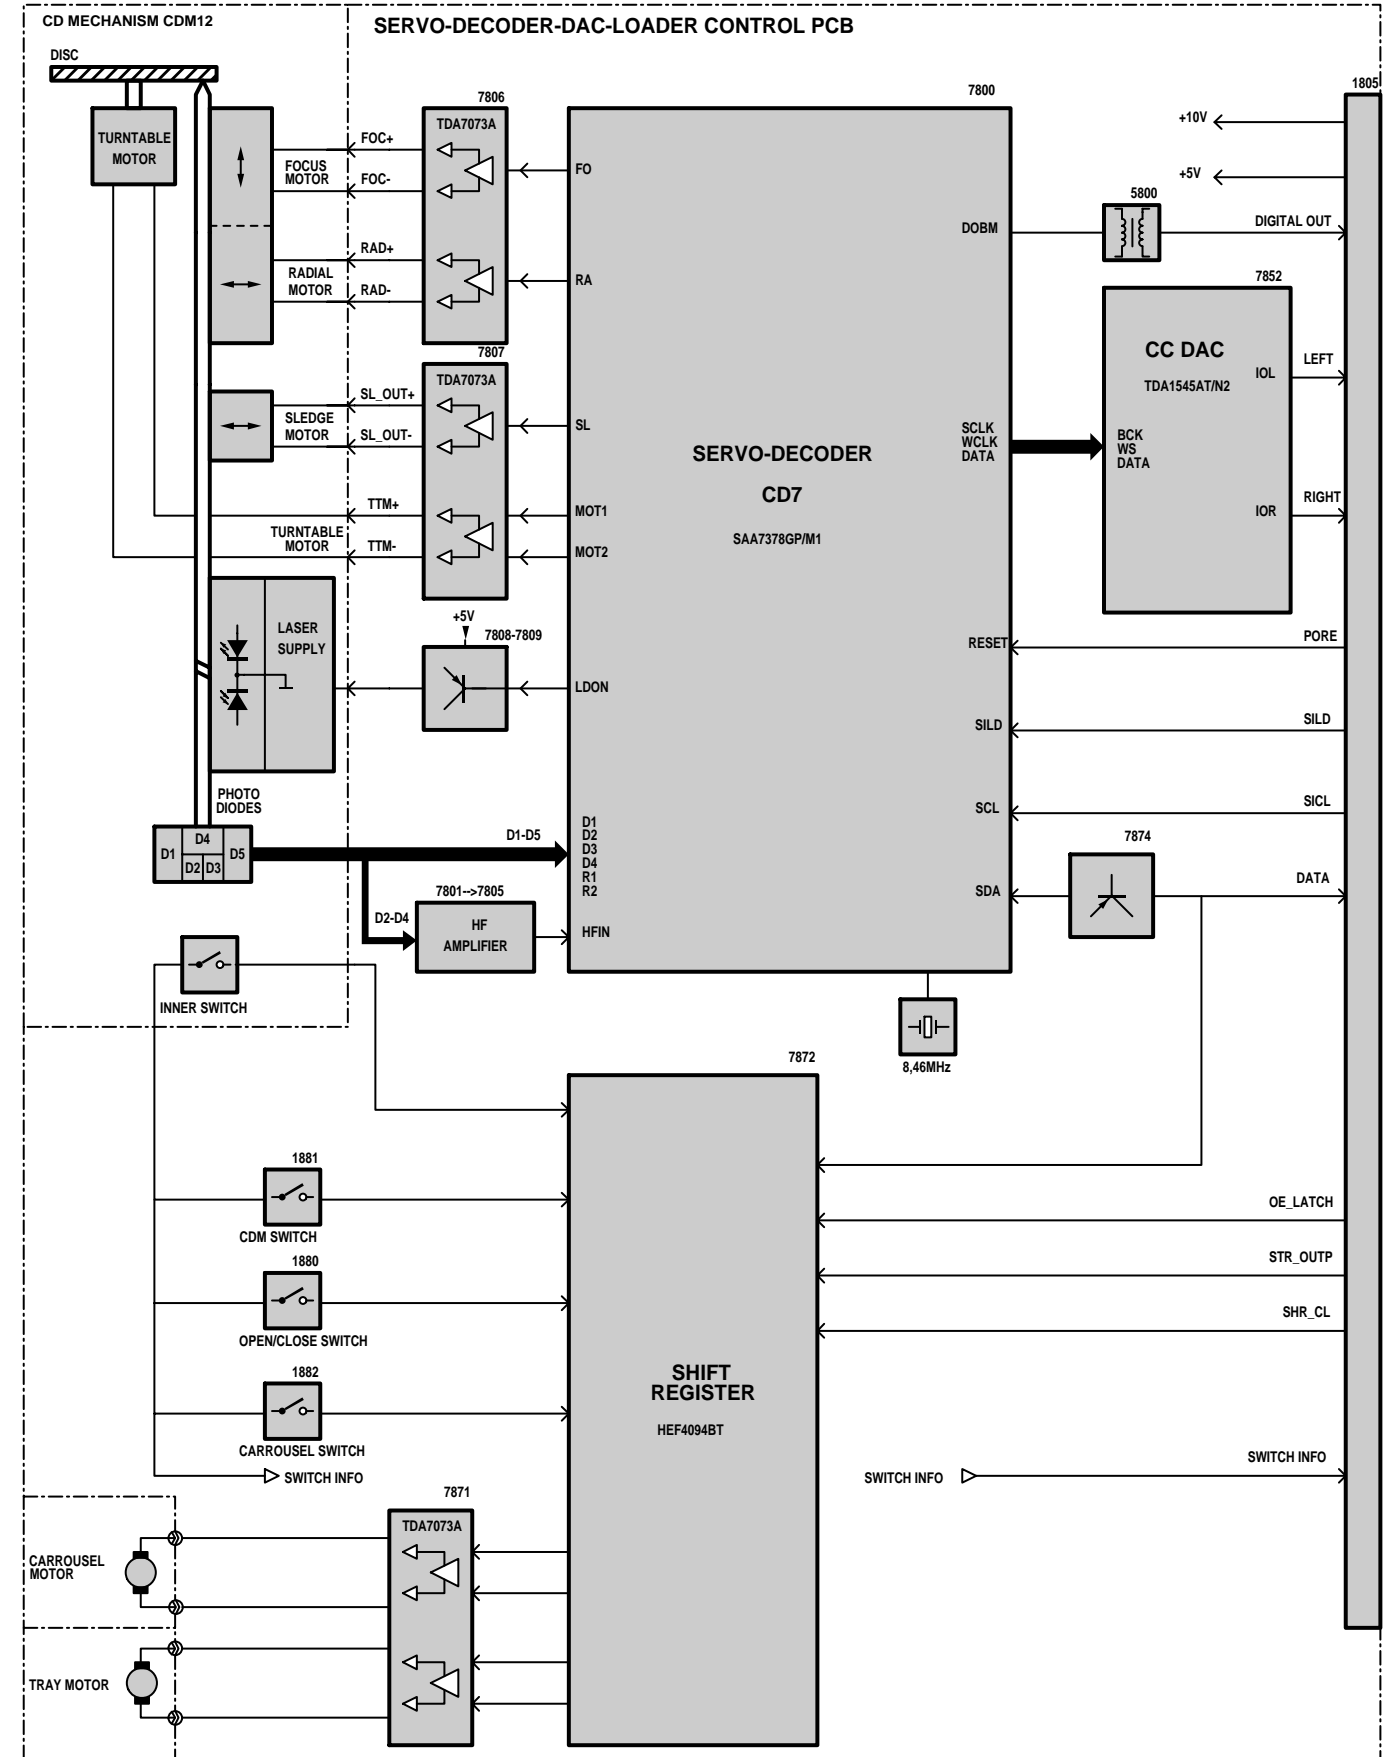 CD MECHANISM CDM12
SERVO-DECODER-DAC-LOADER CONTROL PCB
DISC
TURNTABLE
MOTOR
FOCUS
MOTOR
FOC+
FOC-
RADIAL
MOTOR
RAD+
RAD-
7806
TDA7073A
7807
TDA7073A
SLEDGE
MOTOR
SL_OUT+
SL_OUT-
TURNTABLE
MOTOR
TTM+
TTM-
LASER
SUPPLY
+5V
7808-7809
PHOTO
DIODES
D1
D4
D2
D3
D5
D1-D5
D2-D4
7801-->7805
HF
AMPLIFIER
INNER SWITCH
7800
FO
RA
SL
MOT1
MOT2
LDON
D1
D2
D3
D4
R1
R2
HFIN
SERVO-DECODER
CD7
SAA7378GP/M1
DOBM
SCLK
WCLK
DATA
RESET
SILD
SCL
SDA
8,46MHz
1805
+10V
+5V
5800
DIGITAL OUT
7852
CC DAC
TDA1545AT/N2
IOL
LEFT
BCK
WS
DATA
IOR
RIGHT
PORE
SILD
SICL
7874
DATA
7872
SHIFT
REGISTER
HEF4094BT
1881
CDM SWITCH
1880
OPEN/CLOSE SWITCH
1882
CARROUSEL SWITCH
SWITCH INFO
OE_LATCH
STR_OUTP
SHR_CL
SWITCH INFO
SWITCH INFO
7871
TDA7073A
CARROUSEL
MOTOR
TRAY MOTOR